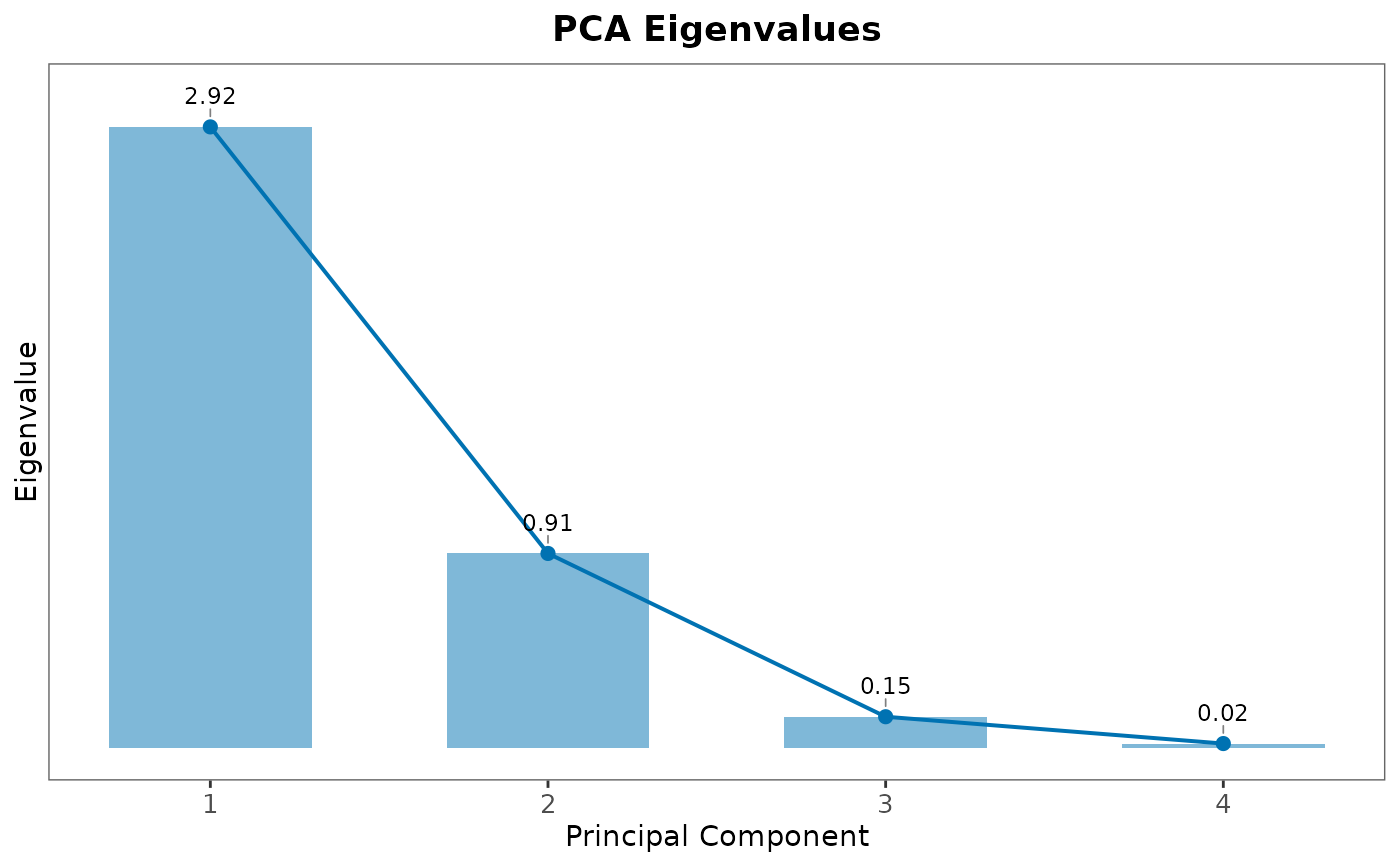 PCA Eigenvalues
2.92
0.91
0.15
0.02
Eigenvalue
1 2 3 4
Principal Component